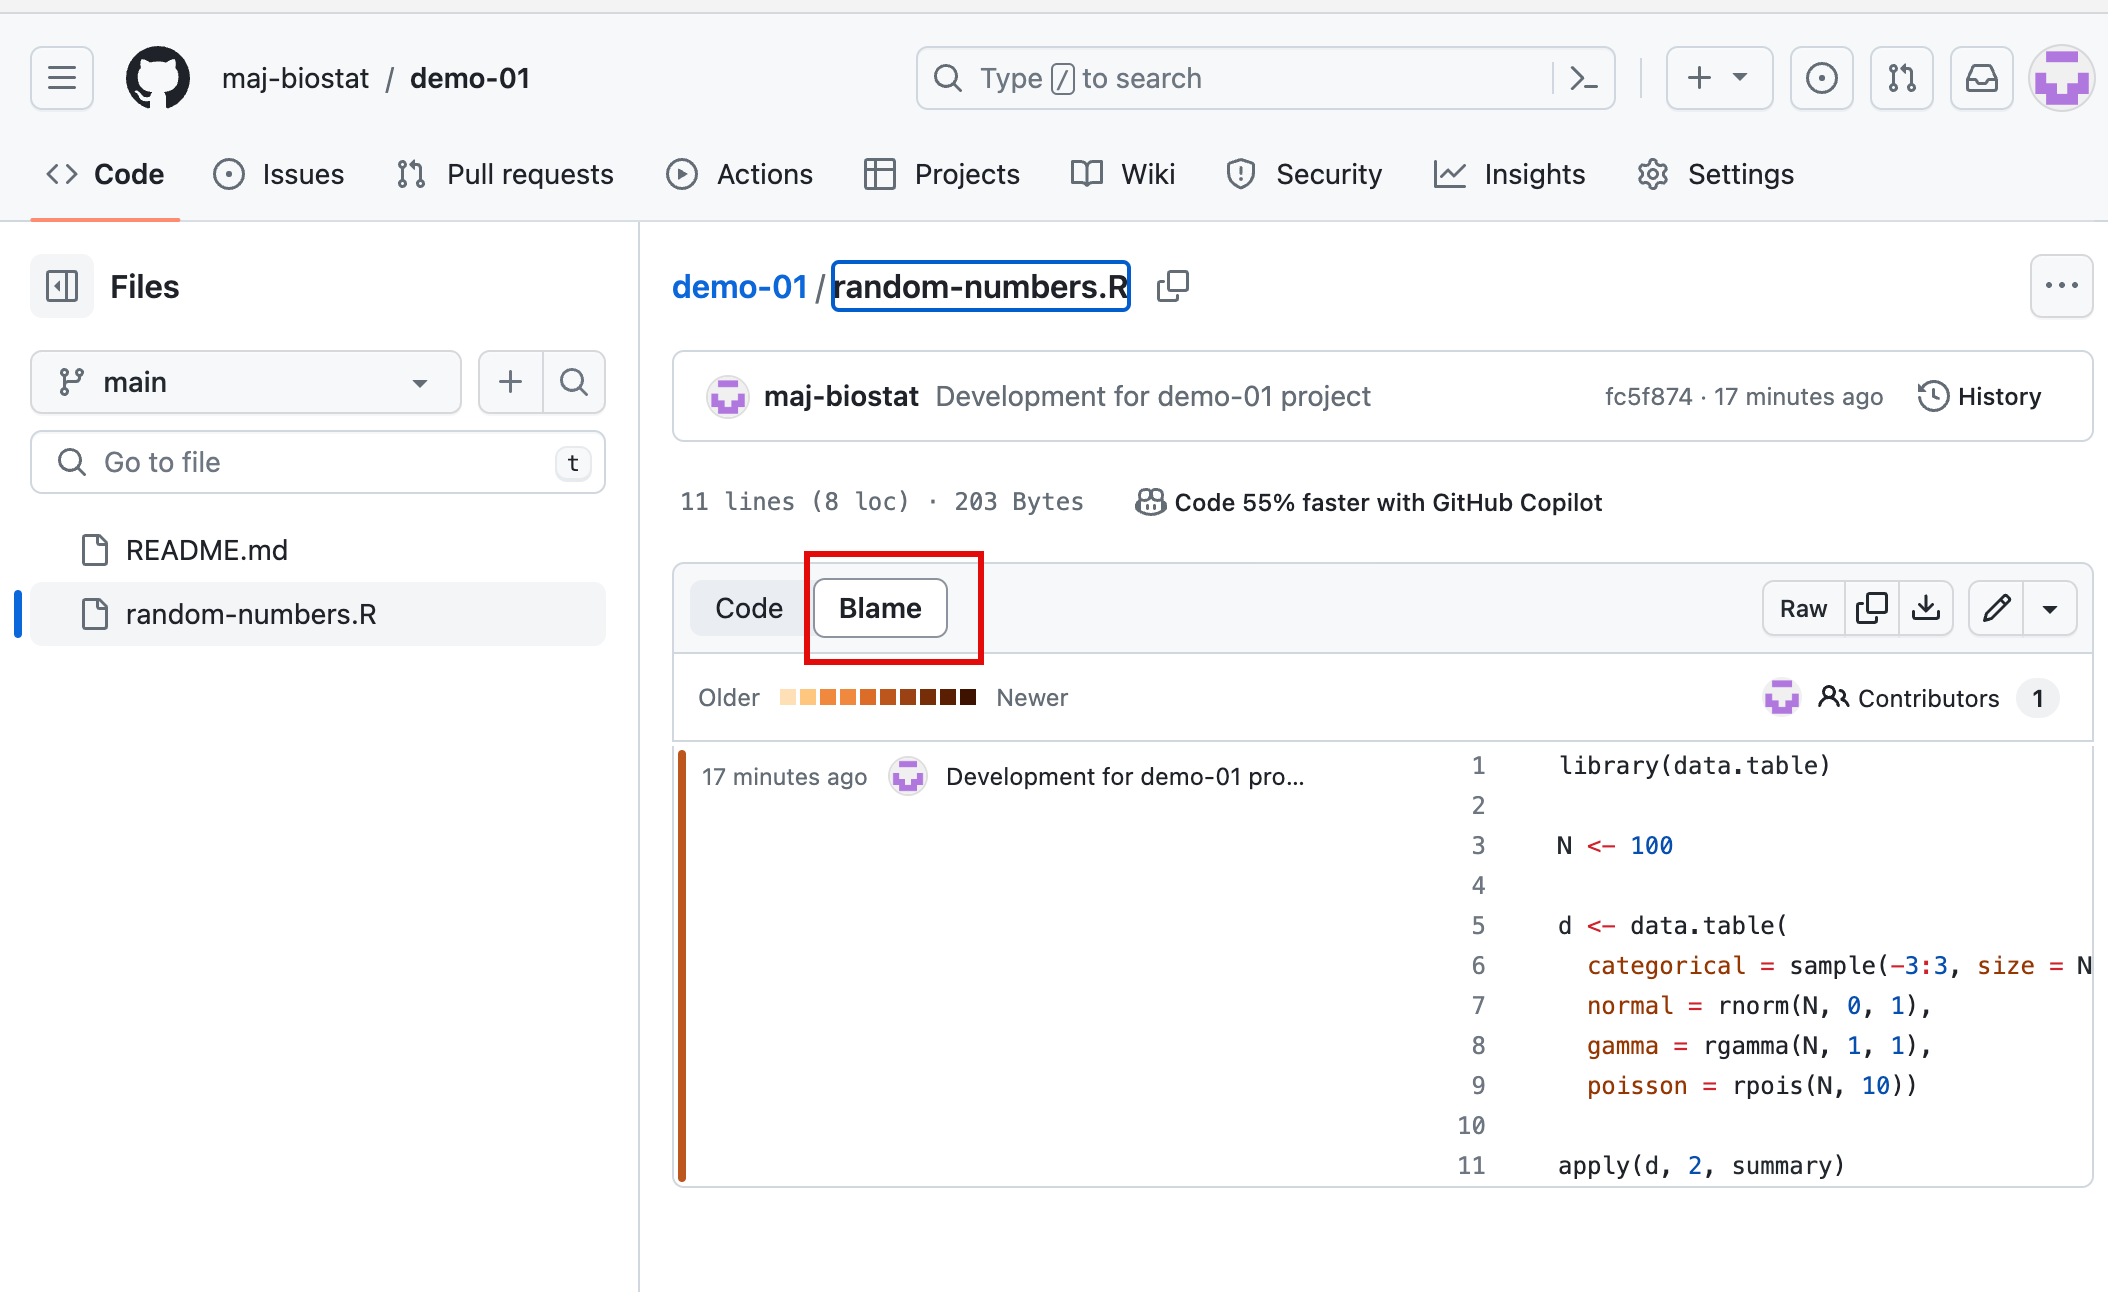 maj-biostat / demo-01
Type / to search
Code
Issues
Pull requests
Actions
Projects
Wiki
Security
Insights
Settings
Files
main
Go to file
t
README.md
random-numbers.R
demo-01 / random-numbers.R
maj-biostat Development for demo-01 project fc5f874 · 17 minutes ago History
11 lines (8 loc) · 203 Bytes Code 55% faster with GitHub Copilot
Code Blame Raw
Older Newer Contributors 1
17 minutes ago Development for demo-01 pro...
1 library(data.table)
2
3 N <- 100
4
5 d <- data.table(
6 categorical = sample(-3:3, size = N
7 normal = rnorm(N, 0, 1),
8 gamma = rgamma(N, 1, 1),
9 poisson = rpois(N, 10))
10
11 apply(d, 2, summary)